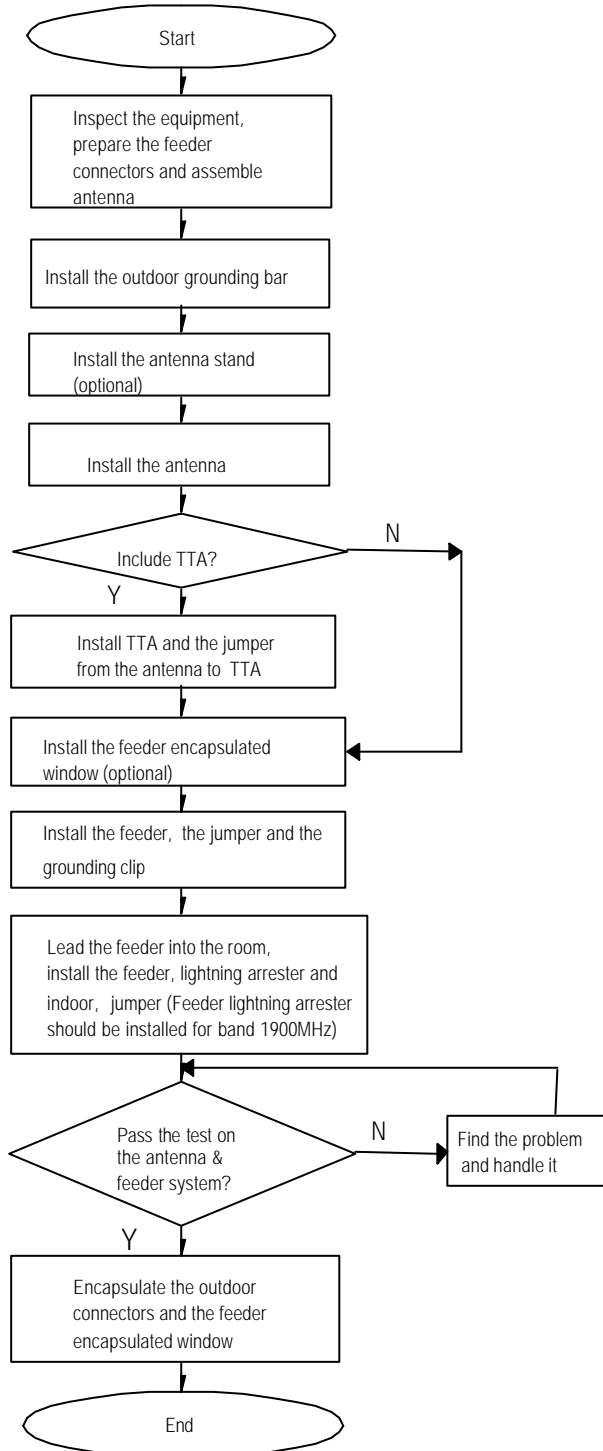 Start
Inspect the equipment,
prepare the feeder
connectors and assemble
antenna
Install the outdoor grounding bar
Install the antenna stand
(optional)
Install the antenna
Include TTA?
N
Y
Install TTA and the jumper
from the antenna to TTA
Install the feeder encapsulated
window (optional)
Install the feeder, the jumper and the
grounding clip
Lead the feeder into the room,
install the feeder, lightning arrester and
indoor, jumper (Feeder lightning arrester
should be installed for band 1900MHz)
Pass the test on
the antenna &
feeder system?
N
Find the problem
and handle it
Y
Encapsulate the outdoor
connectors and the feeder
encapsulated window
End